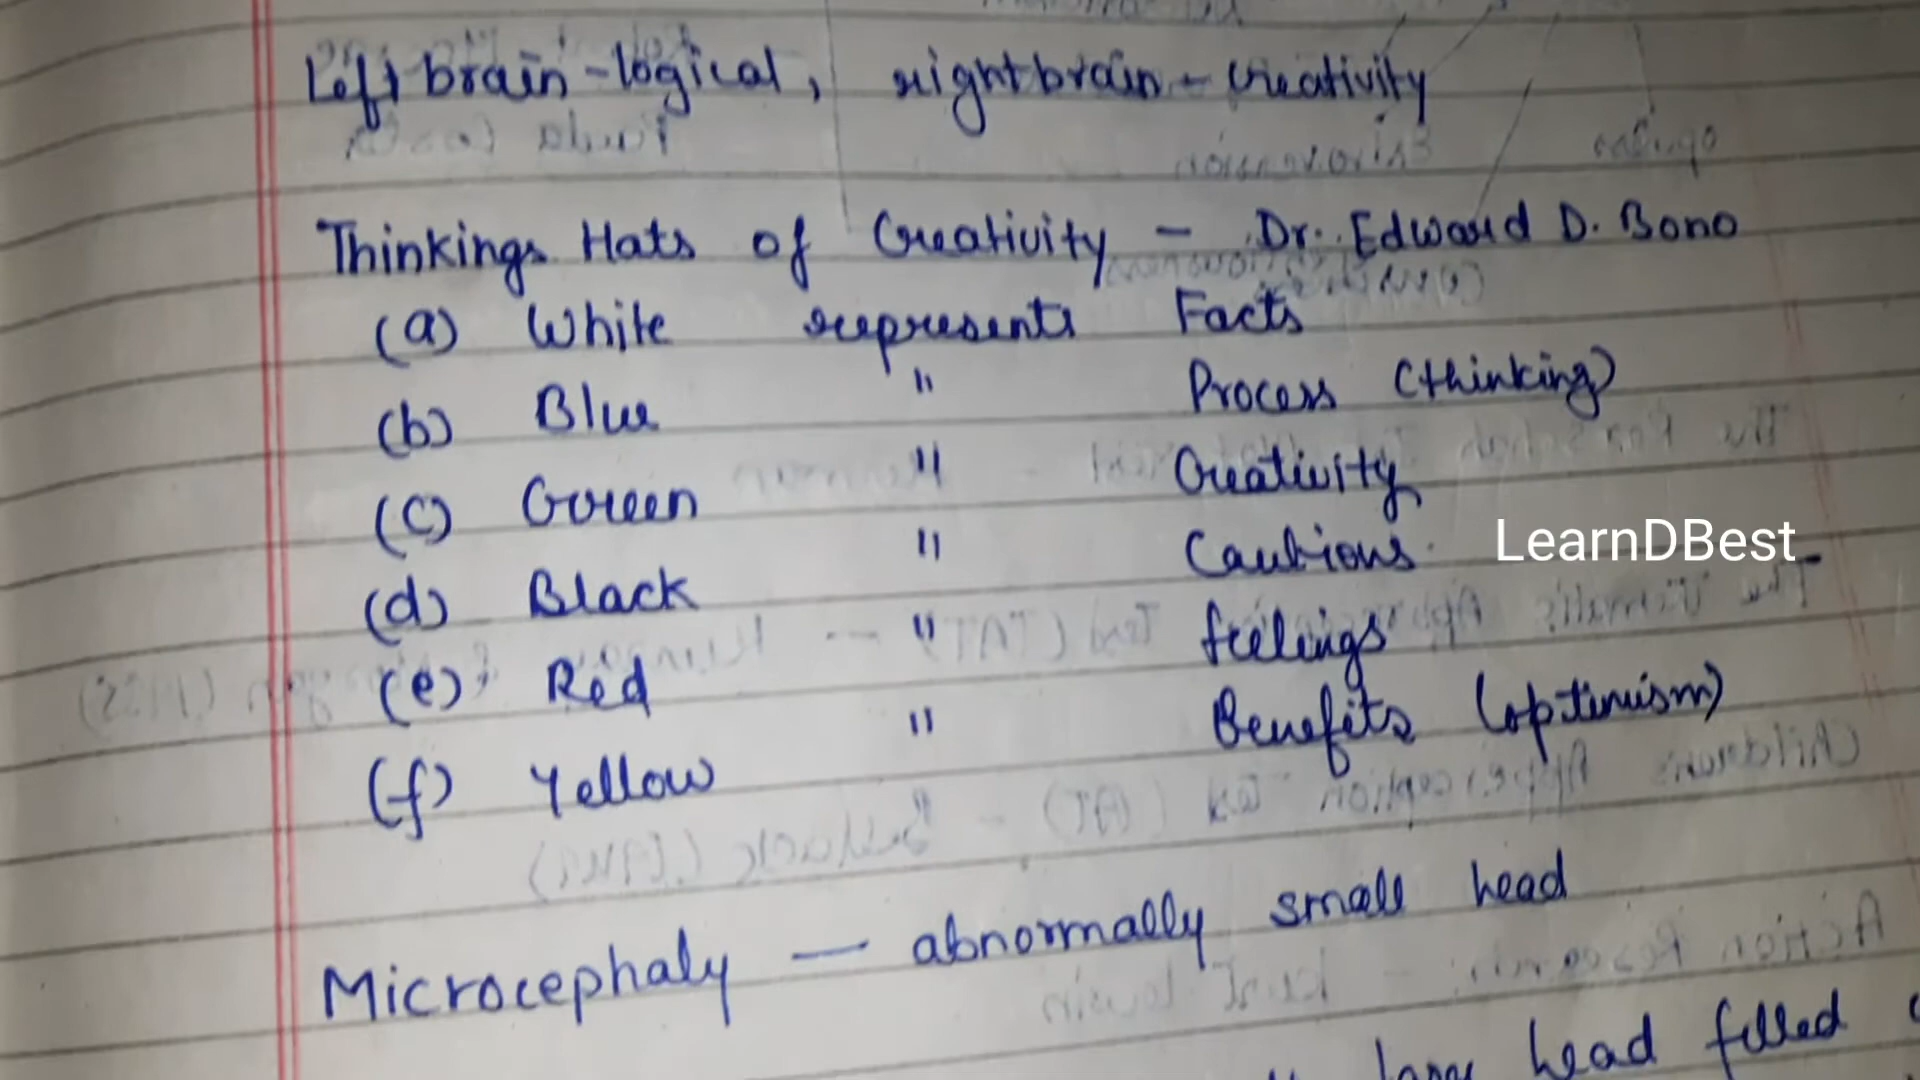 Left brain - logical, right brain - creativity
Thinkings Hats of Creativity - Dr. Edward D. Bono
(a) White represents Facts
(b) Blue " Process (thinking)
(c) Green " Creativity
(d) Black " Cautions
(e) Red " feelings
(f) Yellow " Benefits (optimism)
LearnDBest
Microcephaly — abnormally small head
head filled